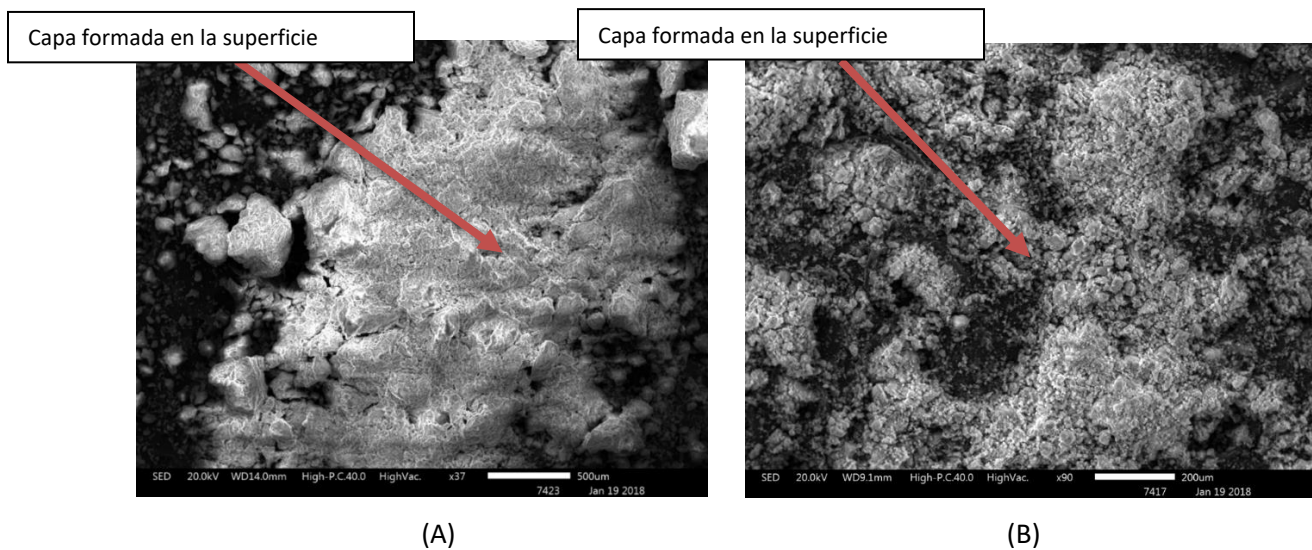 Capa formada en la superficie
Capa formada en la superficie
SED 20.0kV WD14.0mm High-P.C.40.0 HighVac. x37 500um
7423 Jan 19 2018
SED 20.0kV WD9.1mm High-P.C.40.0 HighVac. x90 200um
7417 Jan 19 2018
(A)
(B)